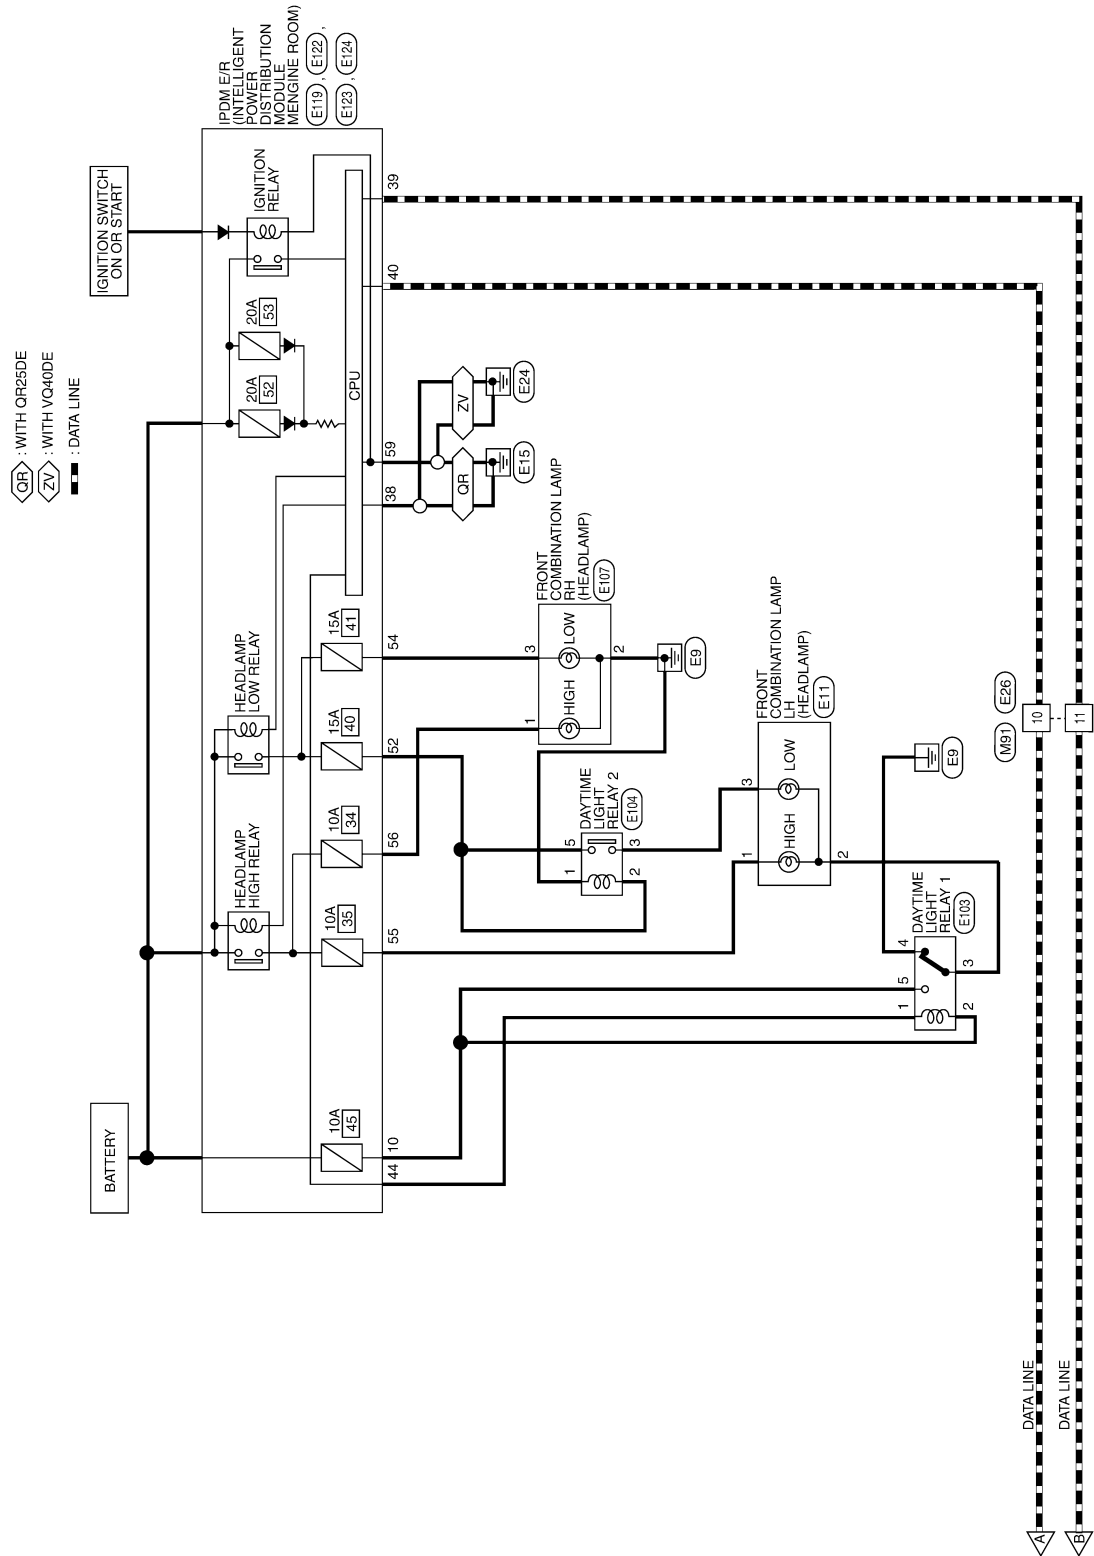 QR : WITH QR25DE
ZV : WITH VQ40DE
: DATA LINE
BATTERY
IGNITION SWITCH
ON OR START
IPDM E/R
(INTELLIGENT
POWER
DISTRIBUTION
MODULE
MENGINE ROOM)
E119 , E122 ,
E123 , E124
HEADLAMP
HIGH RELAY
HEADLAMP
LOW RELAY
20A
52
20A
53
IGNITION
RELAY
10A
45
10A
35
10A
34
15A
40
15A
41
CPU
44
10
55
56
52
54
38
59
40
39
QR
ZV
E15
E24
FRONT
COMBINATION LAMP
RH
(HEADLAMP)
E107
1
3
HIGH
LOW
2
E9
DAYTIME
LIGHT
RELAY 2
E104
1
5
2
3
FRONT
COMBINATION LAMP
LH
(HEADLAMP)
E11
1
3
HIGH
LOW
2
E9
DAYTIME
LIGHT
RELAY 1
E103
1
5
4
2
3
M91
E26
10
11
DATA LINE
DATA LINE
A
B